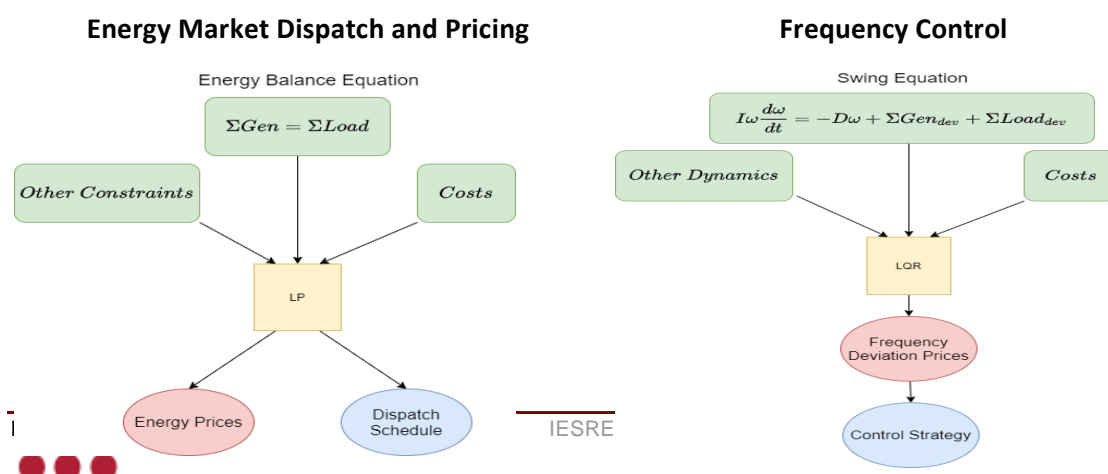 Energy Market Dispatch and Pricing
Energy Balance Equation
ΣGen = ΣLoad
Other Constraints
Costs
LP
Energy Prices
Dispatch
Schedule
IESRE
Frequency Control
Swing Equation
Iω dω/dt = −Dω + ΣGen_dev + ΣLoad_dev
Other Dynamics
Costs
LQR
Frequency
Deviation Prices
Control Strategy